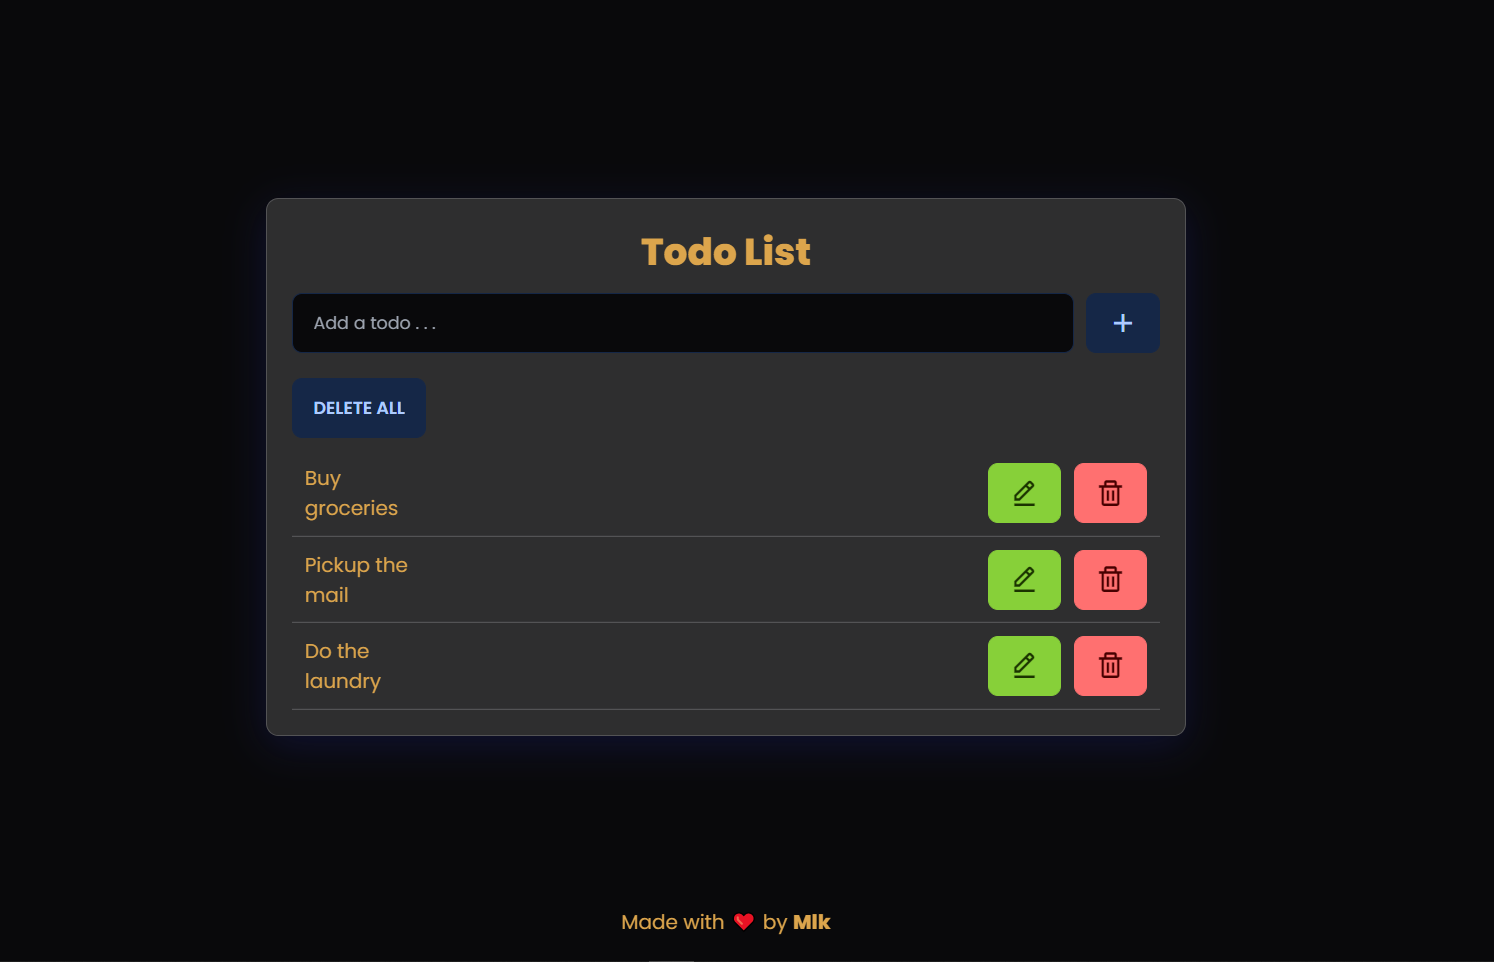 Todo List
Add a todo . . .
DELETE ALL
Buy
groceries
Pickup the
mail
Do the
laundry
Made with ❤ by Mlk